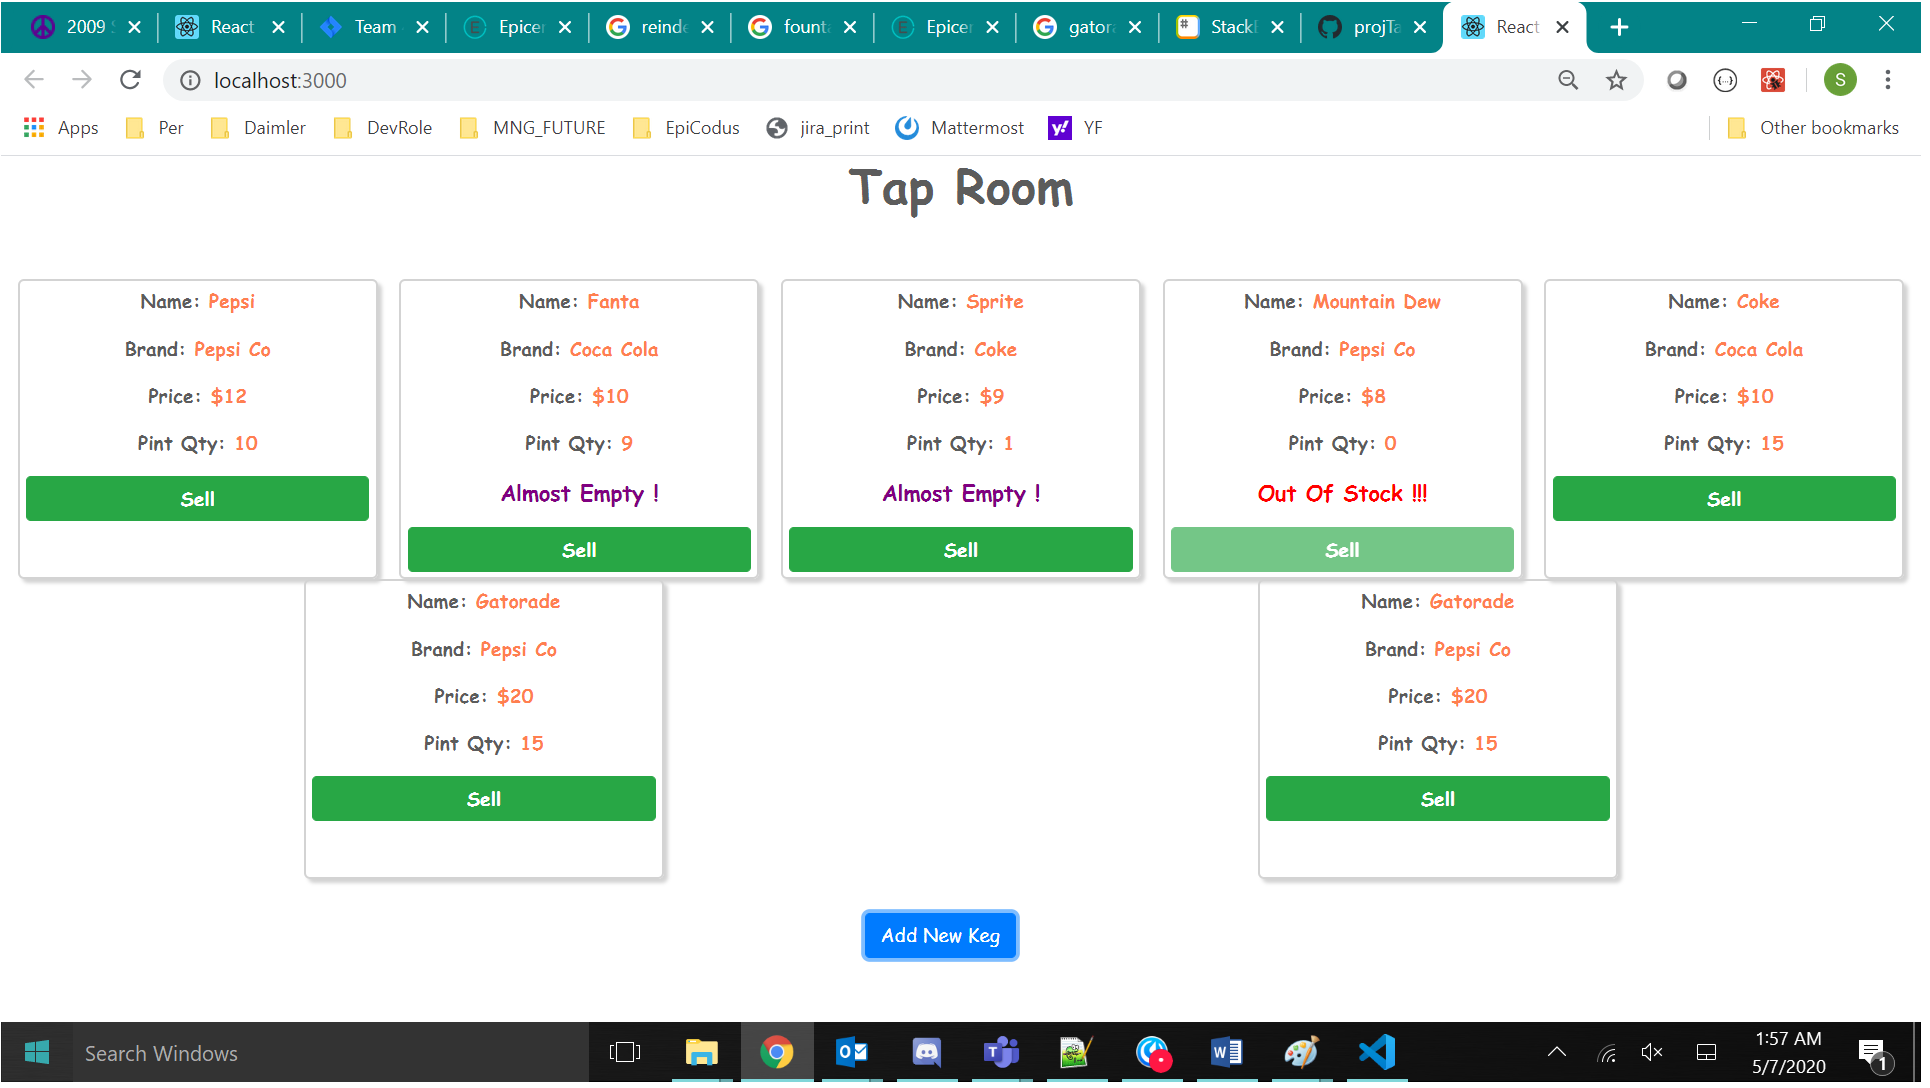 2009
React
Team
Epicer
reinde
founta
Epicer
gatora
Stack
projTa
React
localhost:3000
S
Apps
Per
Daimler
DevRole
MNG_FUTURE
EpiCodus
jira_print
Mattermost
YF
Other bookmarks
Tap Room
Name: Pepsi
Brand: Pepsi Co
Price: $12
Pint Qty: 10
Sell
Name: Fanta
Brand: Coca Cola
Price: $10
Pint Qty: 9
Almost Empty !
Sell
Name: Sprite
Brand: Coke
Price: $9
Pint Qty: 1
Almost Empty !
Sell
Name: Mountain Dew
Brand: Pepsi Co
Price: $8
Pint Qty: 0
Out Of Stock !!!
Sell
Name: Coke
Brand: Coca Cola
Price: $10
Pint Qty: 15
Sell
Name: Gatorade
Brand: Pepsi Co
Price: $20
Pint Qty: 15
Sell
Name: Gatorade
Brand: Pepsi Co
Price: $20
Pint Qty: 15
Sell
Add New Keg
Search Windows
1:57 AM
5/7/2020
1